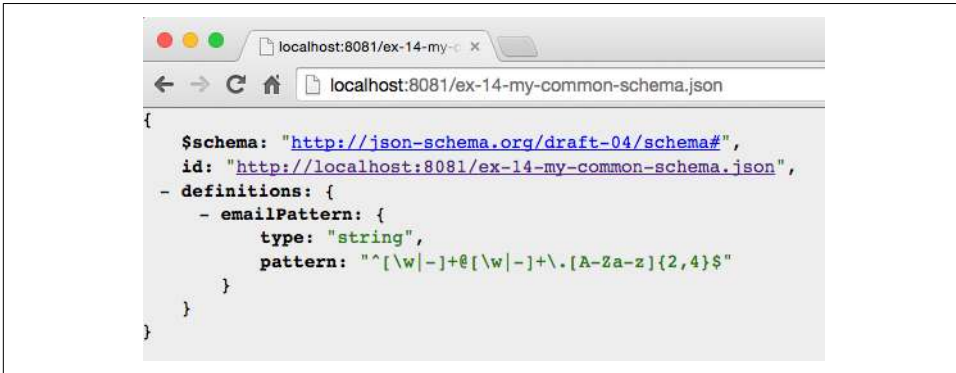 localhost:8081/ex-14-my-c
localhost:8081/ex-14-my-common-schema.json
{
$schema: "http://json-schema.org/draft-04/schema#",
id: "http://localhost:8081/ex-14-my-common-schema.json",
- definitions: {
- emailPattern: {
type: "string",
pattern: "^[\w|-]+@[\w|-]+\.[A-Za-z]{2,4}$"
}
}
}